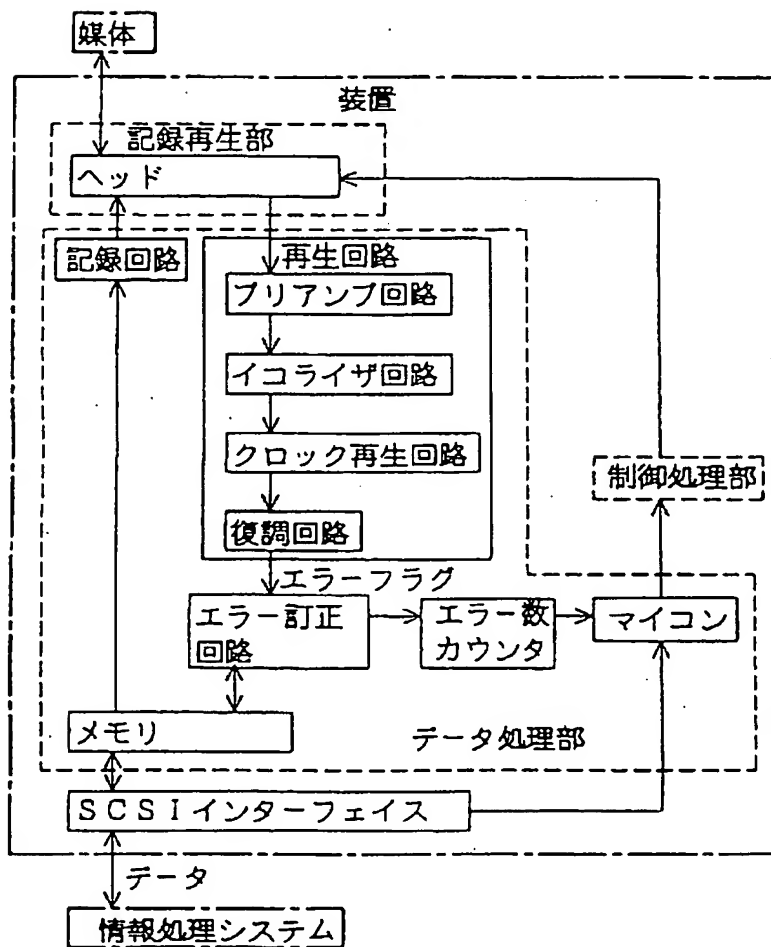 媒体
装置
記録再生部
ヘッド
記録回路
再生回路
プリアンプ回路
イコライザ回路
クロック再生回路
制御処理部
復調回路
エラーフラグ
エラー訂正
回路
エラー数
カウンタ
マイコン
メモリ
データ処理部
ＳＣＳＩインターフェイス
データ
情報処理システム